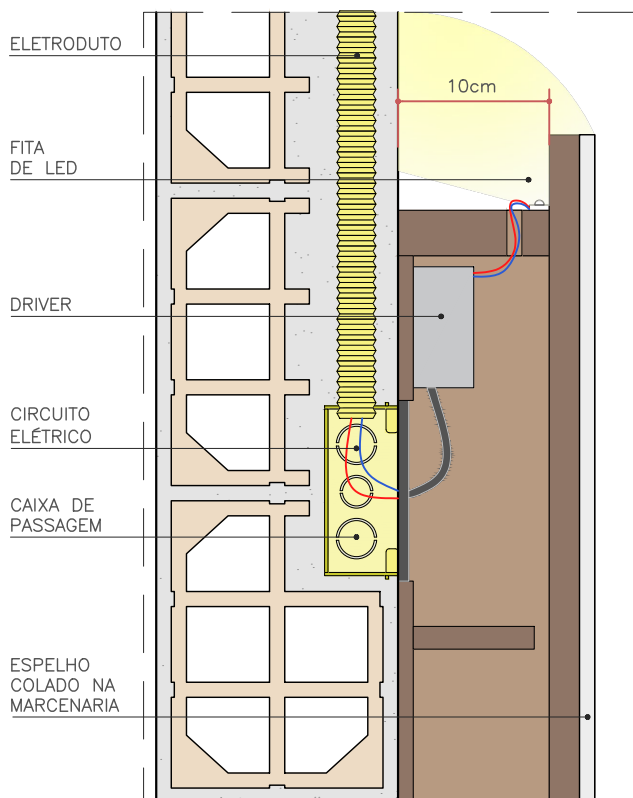 ELETRODUTO
10cm
FITA
DE LED
DRIVER
CIRCUITO
ELÉTRICO
CAIXA DE
PASSAGEM
ESPELHO
COLADO NA
MARCENARIA